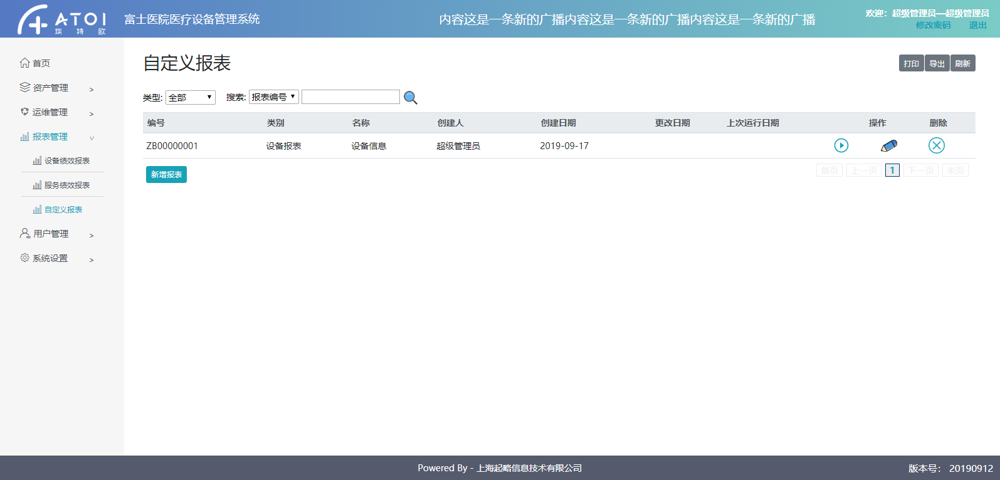 ATOI
埃特欧
富士医院医疗设备管理系统
内容这是一条新的广播内容这是一条新的广播内容这是一条新的广播
欢迎：超级管理员—超级管理员
修改密码 退出
首页
资产管理 >
运维管理 >
报表管理 v
设备绩效报表
服务绩效报表
自定义报表
用户管理 >
系统设置 >
自定义报表
打印 导出 刷新
类型: 全部 搜索: 报表编号
编号 类别 名称 创建人 创建日期 更改日期 上次运行日期 操作 删除
ZB00000001 设备报表 设备信息 超级管理员 2019-09-17
新增报表
首页 上一页 1 下一页 末页
Powered By - 上海起略信息技术有限公司
版本号： 20190912